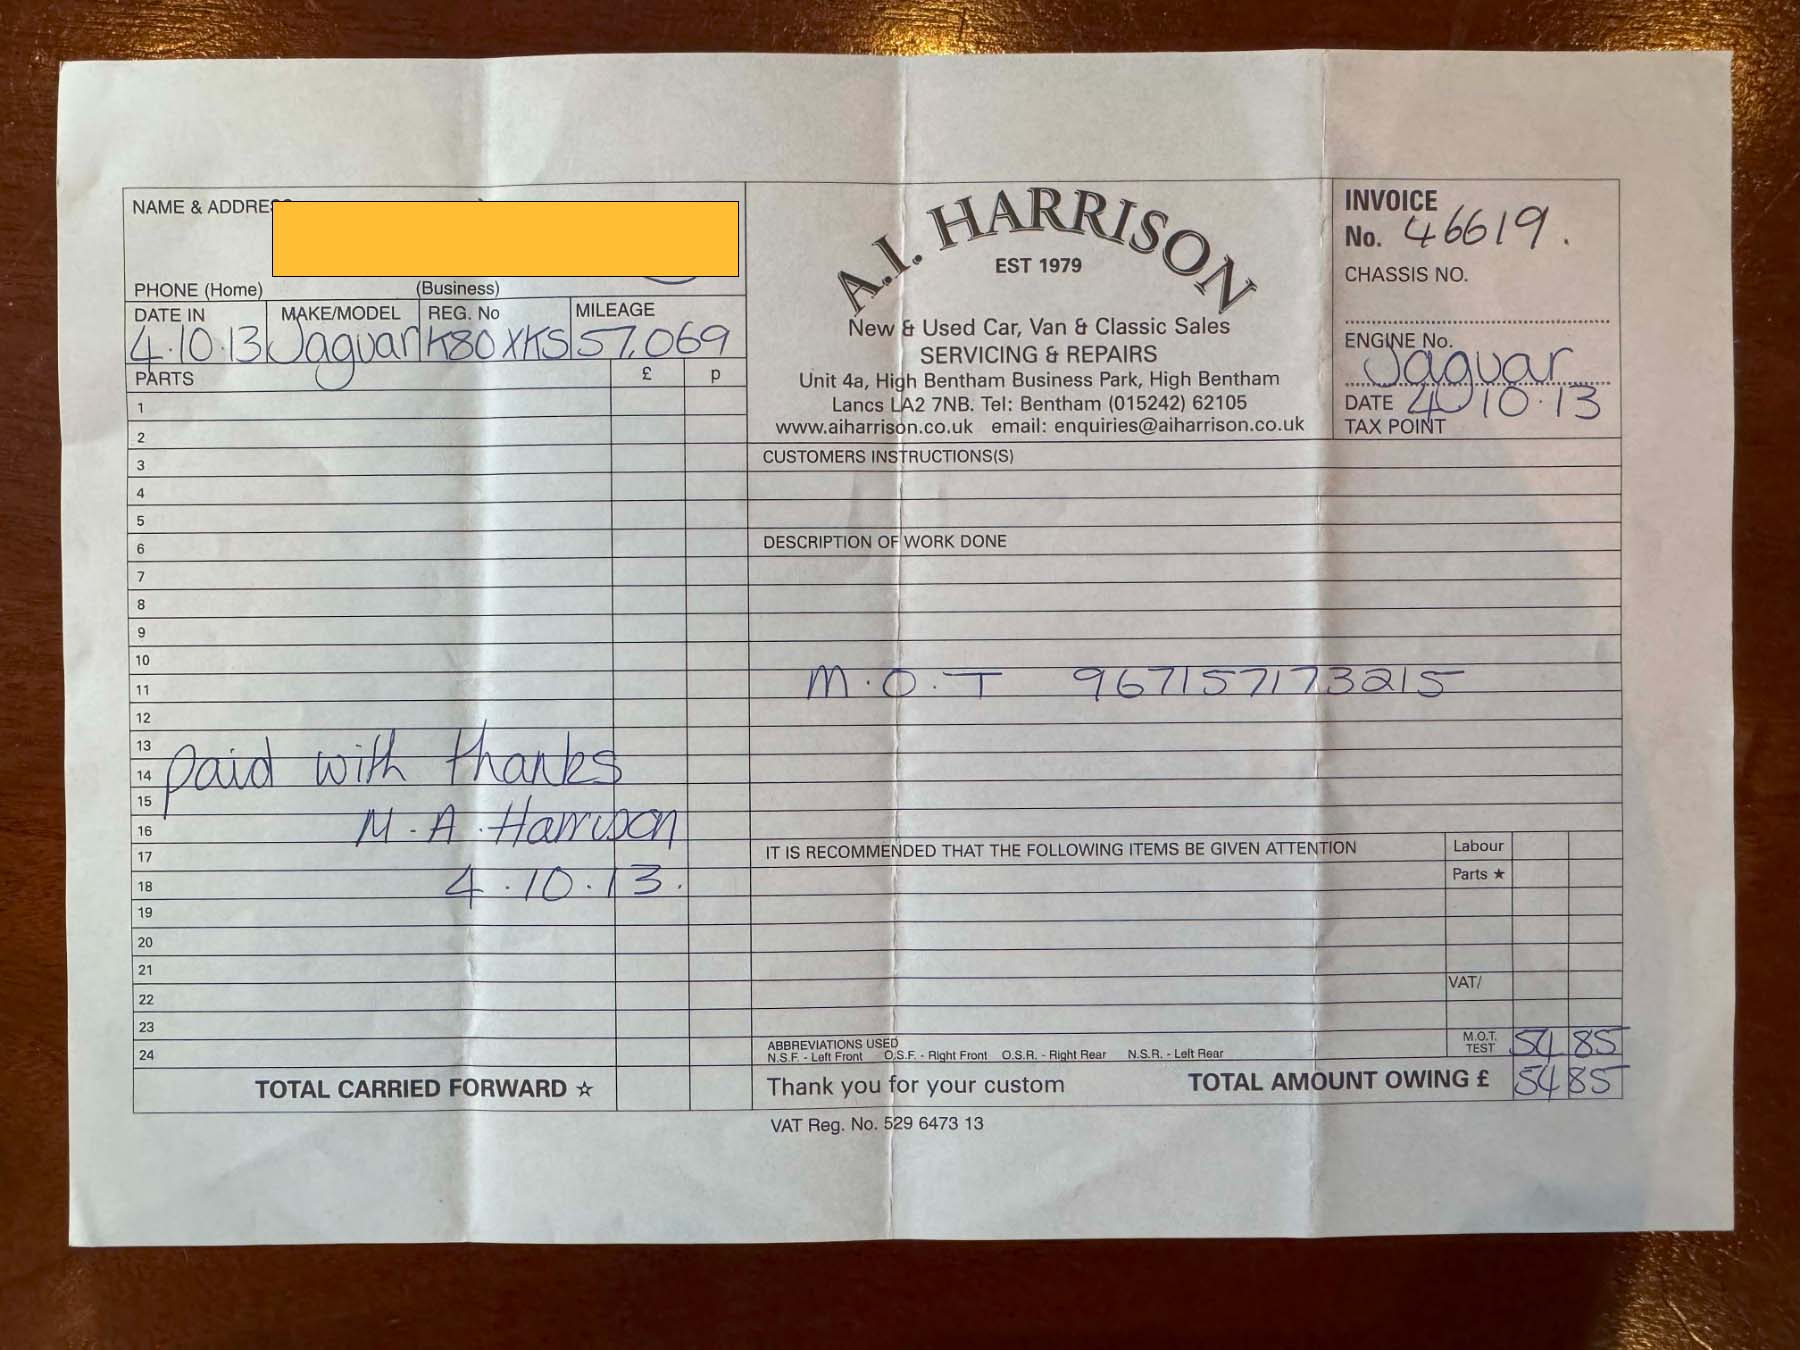 NAME & ADDRES
PHONE (Home) (Business)
DATE IN MAKE/MODEL REG. No MILEAGE
4.10.13 Jaguar K80 XKS 57,069
PARTS £ p
1
2
3
4
5
6
7
8
9
10
11
12
13
14
15
16
17
18
19
20
21
22
23
24
paid with thanks
M. A. Harrison
4.10.13.
TOTAL CARRIED FORWARD ☆
A.I. HARRISON
EST 1979
New & Used Car, Van & Classic Sales
SERVICING & REPAIRS
Unit 4a, High Bentham Business Park, High Bentham
Lancs LA2 7NB. Tel: Bentham (015242) 62105
www.aiharrison.co.uk email: enquiries@aiharrison.co.uk
INVOICE
No. 46619.
CHASSIS NO.
ENGINE No.
Jaguar
DATE 4.10.13
TAX POINT
CUSTOMERS INSTRUCTIONS(S)
DESCRIPTION OF WORK DONE
M.O.T 967157173215
IT IS RECOMMENDED THAT THE FOLLOWING ITEMS BE GIVEN ATTENTION
Labour
Parts ★
VAT/
M.O.T. TEST 54 85
ABBREVIATIONS USED
N.S.F. - Left Front O.S.F. - Right Front O.S.R. - Right Rear N.S.R. - Left Rear
Thank you for your custom TOTAL AMOUNT OWING £ 54 85
VAT Reg. No. 529 6473 13